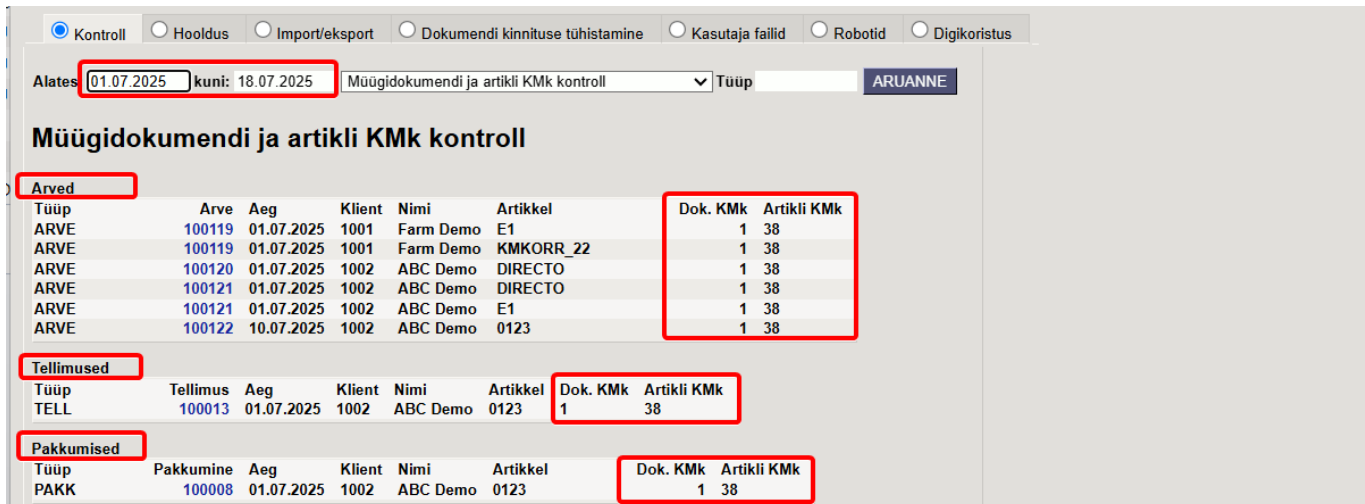 Kontroll Hooldus Import/eksport Dokumendi kinnituse tühistamine Kasutaja failid Robotid Digikoristus
Alates 01.07.2025 kuni: 18.07.2025 Müügidokumendi ja artikli KMk kontroll Tüüp ARUANNE
Müügidokumendi ja artikli KMk kontroll
Arved
Tüüp Arve Aeg Klient Nimi Artikkel Dok. KMk Artikli KMk
ARVE 100119 01.07.2025 1001 Farm Demo E1 1 38
ARVE 100119 01.07.2025 1001 Farm Demo KMKORR_22 1 38
ARVE 100120 01.07.2025 1002 ABC Demo DIRECTO 1 38
ARVE 100121 01.07.2025 1002 ABC Demo DIRECTO 1 38
ARVE 100121 01.07.2025 1002 ABC Demo E1 1 38
ARVE 100122 10.07.2025 1002 ABC Demo 0123 1 38
Tellimused
Tüüp Tellimus Aeg Klient Nimi Artikkel Dok. KMk Artikli KMk
TELL 100013 01.07.2025 1002 ABC Demo 0123 1 38
Pakkumised
Tüüp Pakkumine Aeg Klient Nimi Artikkel Dok. KMk Artikli KMk
PAKK 100008 01.07.2025 1002 ABC Demo 0123 1 38